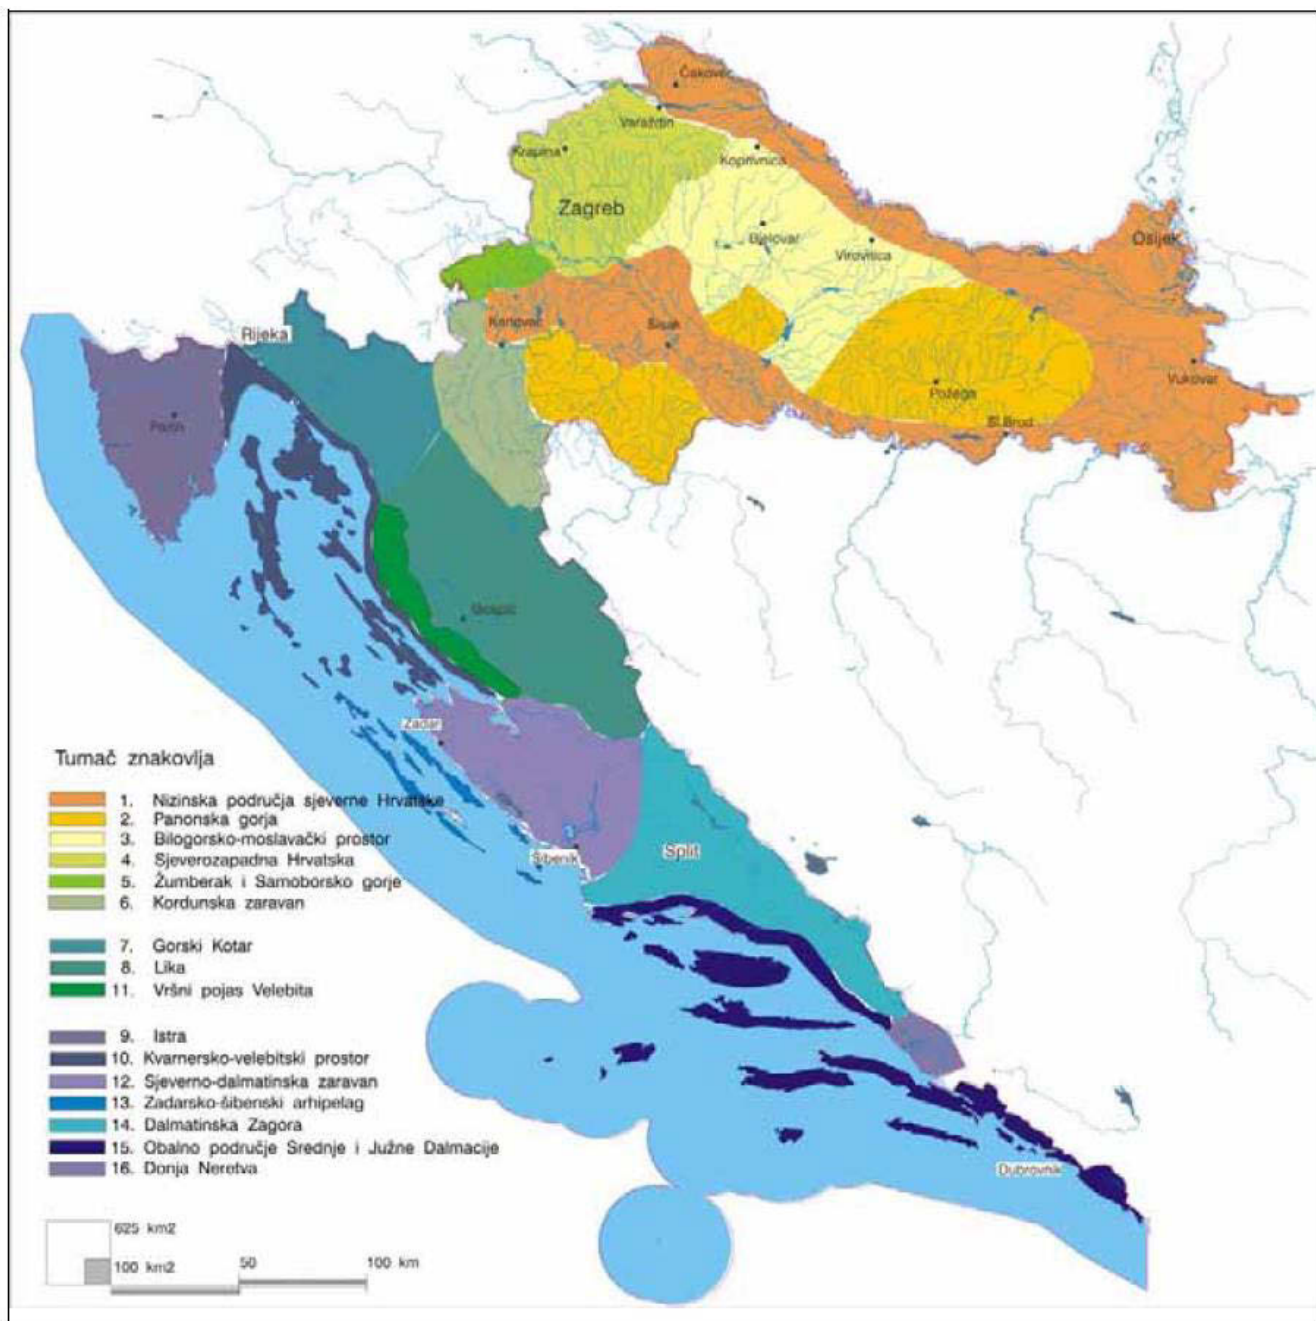 Čakovec
Varaždin
Krapina
Koprivnica
Zagreb
Bjelovar
Virovitica
Osijek
Rijeka
Karlovac
Sisak
Vukovar
Požega
Sl.Brod
Pazin
Gospić
Zadar
Šibenik
Split
Dubrovnik
Tumač znakovlja
1. Nizinska područja sjeverne Hrvatske
2. Panonska gorja
3. Bilogorsko-moslavački prostor
4. Sjeverozapadna Hrvatska
5. Žumberak i Samoborsko gorje
6. Kordunska zaravan
7. Gorski Kotar
8. Lika
11. Vršni pojas Velebita
9. Istra
10. Kvarnersko-velebitski prostor
12. Sjeverno-dalmatinska zaravan
13. Zadarsko-šibenski arhipelag
14. Dalmatinska Zagora
15. Obalno područje Srednje i Južne Dalmacije
16. Donja Neretva
625 km2
100 km2
50
100 km